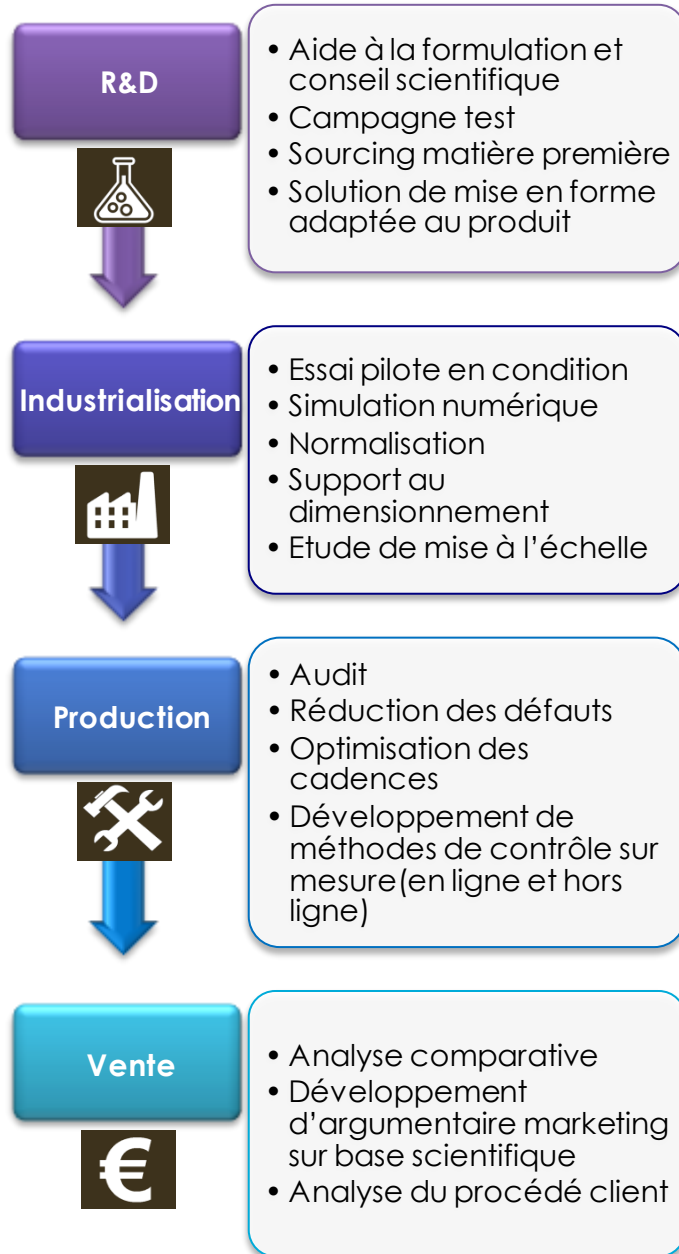 R&D
• Aide à la formulation et
conseil scientifique
• Campagne test
• Sourcing matière première
• Solution de mise en forme
adaptée au produit
Industrialisation
• Essai pilote en condition
• Simulation numérique
• Normalisation
• Support au
dimensionnement
• Etude de mise à l’échelle
Production
• Audit
• Réduction des défauts
• Optimisation des
cadences
• Développement de
méthodes de contrôle sur
mesure(en ligne et hors
ligne)
Vente
€
• Analyse comparative
• Développement
d’argumentaire marketing
sur base scientifique
• Analyse du procédé client